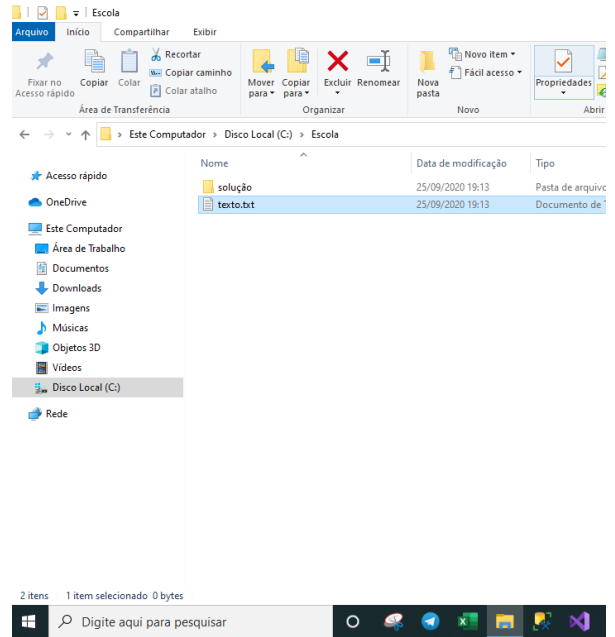 Escola
Arquivo Início Compartilhar Exibir
Fixar no Acesso rápido
Copiar
Colar
Recortar
Copiar caminho
Colar atalho
Mover para
Copiar para
Excluir
Renomear
Nova pasta
Novo item
Fácil acesso
Propriedades
Área de Transferência Organizar Novo Abrir
Este Computador > Disco Local (C:) > Escola
Nome Data de modificação Tipo
solução 25/09/2020 19:13 Pasta de arquivo
texto.txt 25/09/2020 19:13 Documento de
Acesso rápido
OneDrive
Este Computador
Área de Trabalho
Documentos
Downloads
Imagens
Músicas
Objetos 3D
Vídeos
Disco Local (C:)
Rede
2 itens 1 item selecionado 0 bytes
Digite aqui para pesquisar